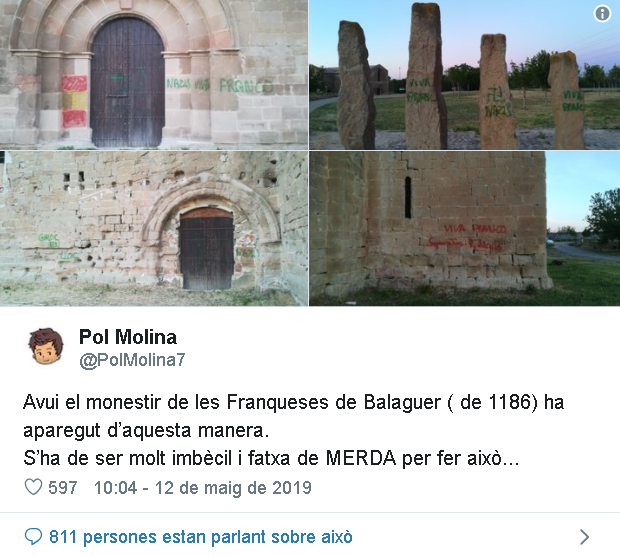 NAZIS VIVA FRANCO
VIVA
VIVA
FRANCO
VIVA FRANCO
Pol Molina
@PolMolina7
Avui el monestir de les Franqueses de Balaguer ( de 1186) ha
aparegut d'aquesta manera.
S'ha de ser molt imbècil i fatxa de MERDA per fer això...
597 10:04 - 12 de maig de 2019
811 persones estan parlant sobre això